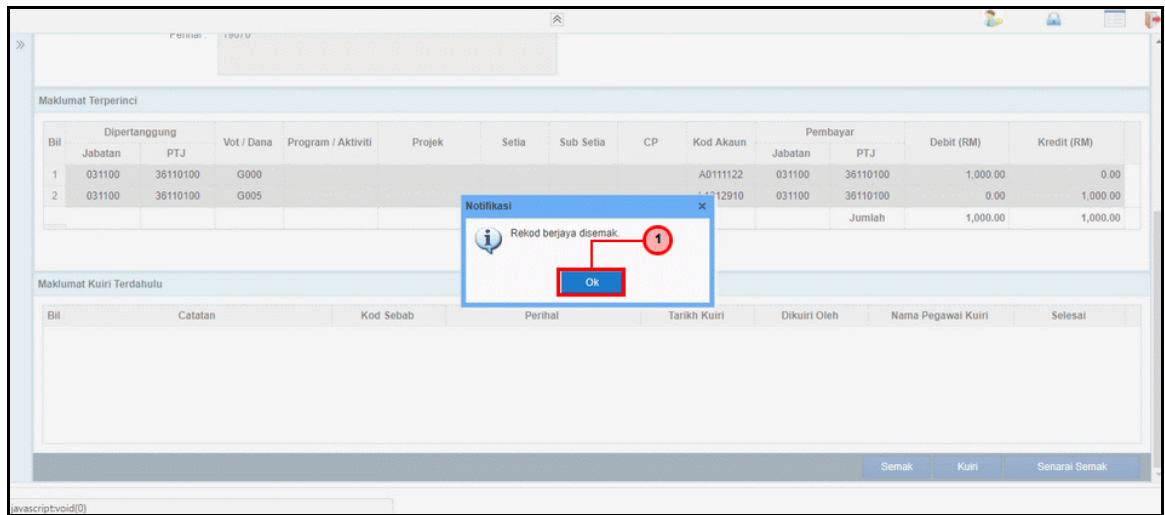 Perihal : 19070
Maklumat Terperinci
Bil Dipertanggung Vot / Dana Program / Aktiviti Projek Setia Sub Setia CP Kod Akaun Pembayar Debit (RM) Kredit (RM)
Jabatan PTJ Jabatan PTJ
1 031100 36110100 G000 A0111122 031100 36110100 1,000.00 0.00
2 031100 36110100 G005 12910 031100 36110100 0.00 1,000.00
Jumlah 1,000.00 1,000.00
Notifikasi ×
Rekod berjaya disemak.
1
Ok
Maklumat Kuiri Terdahulu
Bil Catatan Kod Sebab Perihal Tarikh Kuiri Dikuiri Oleh Nama Pegawai Kuiri Selesai
Semak Kuiri Senarai Semak
javascript:void(0)